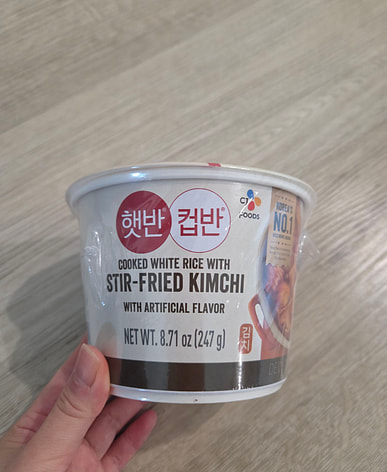 햇반 컵반
CJ
FOODS
KOREA'S
NO.1
COOKED WHITE RICE WITH
STIR-FRIED KIMCHI
WITH ARTIFICIAL FLAVOR
NET WT. 8.71 oz (247 g)
김치